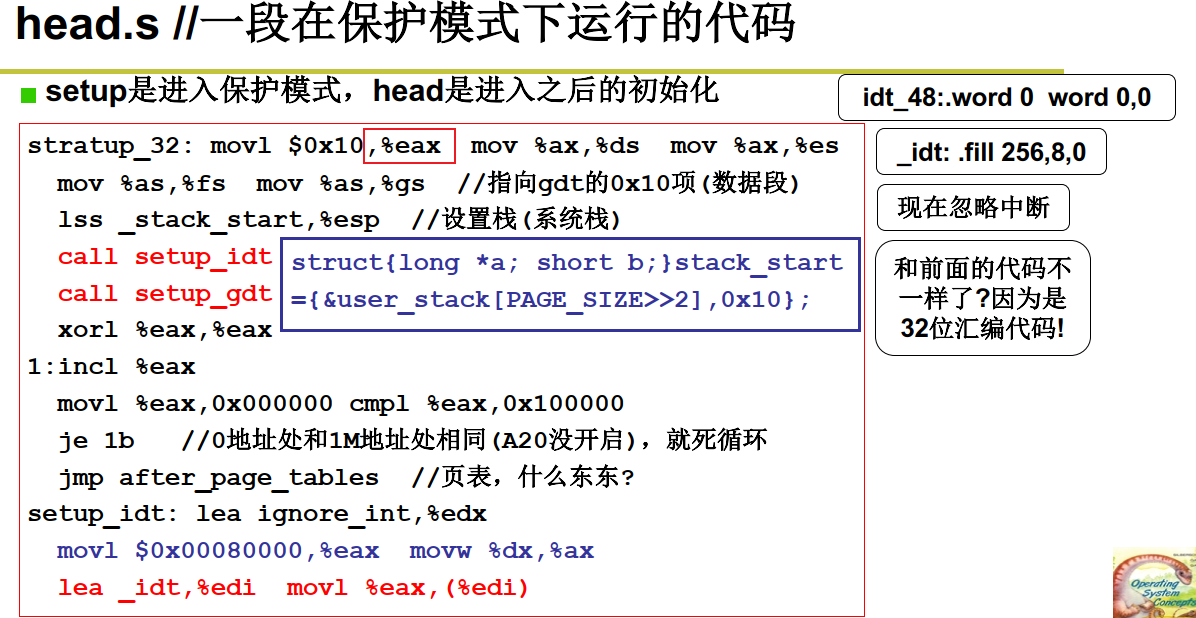 head.s //一段在保护模式下运行的代码
setup是进入保护模式，head是进入之后的初始化
idt_48:.word 0 word 0,0
stratup_32: movl $0x10,%eax mov %ax,%ds mov %ax,%es
_idt: .fill 256,8,0
mov %as,%fs mov %as,%gs //指向gdt的0x10项(数据段)
现在忽略中断
lss _stack_start,%esp //设置栈(系统栈)
call setup_idt
struct{long *a; short b;}stack_start
call setup_gdt
={&user_stack[PAGE_SIZE>>2],0x10};
和前面的代码不
一样了?因为是
32位汇编代码!
xorl %eax,%eax
1:incl %eax
movl %eax,0x000000 cmpl %eax,0x100000
je 1b //0地址处和1M地址处相同(A20没开启)，就死循环
jmp after_page_tables //页表，什么东东?
setup_idt: lea ignore_int,%edx
movl $0x00080000,%eax movw %dx,%ax
lea _idt,%edi movl %eax,(%edi)
Operating
System
Concepts